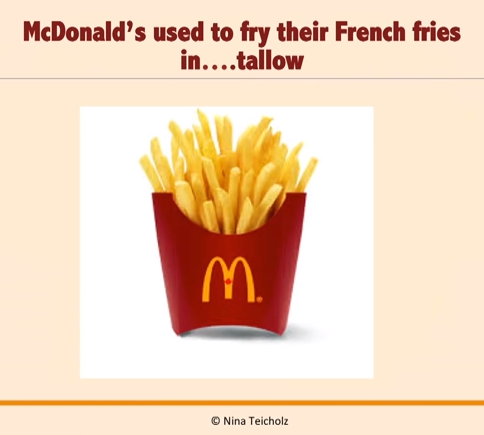 McDonald’s used to fry their French fries
in….tallow
© Nina Teicholz